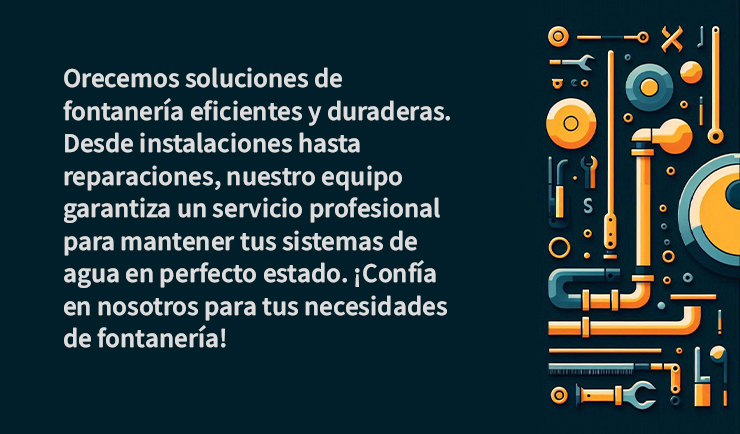 Orecemos soluciones de
fontanería eficientes y duraderas.
Desde instalaciones hasta
reparaciones, nuestro equipo
garantiza un servicio profesional
para mantener tus sistemas de
agua en perfecto estado. ¡Confía
en nosotros para tus necesidades
de fontanería!
S